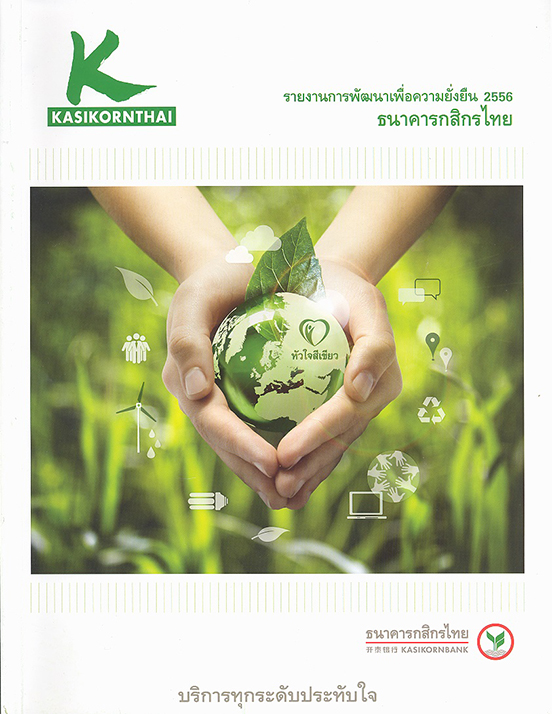 K
KASIKORNTHAI
รายงานการพัฒนาเพื่อความยั่งยืน 2556
ธนาคารกสิกรไทย
หัวใจสีเขียว
ธนาคารกสิกรไทย
开泰银行 KASIKORNBANK
บริการทุกระดับประทับใจ